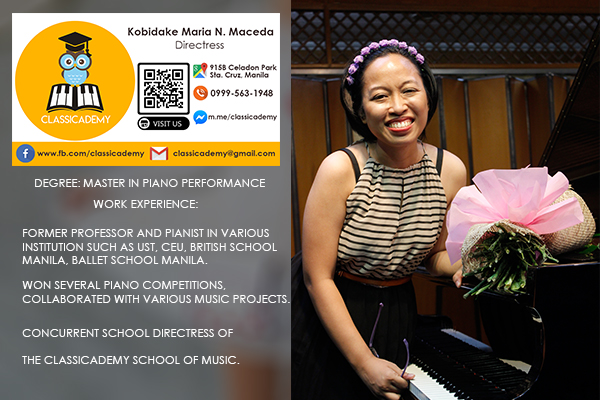 Kobidake Maria N. Maceda
Directress
CLASSICADEMY
915B Celadon Park
Sta. Cruz, Manila
0999-563-1948
VISIT US
m.me/classicademy
www.fb.com/classicademy
classicademy@gmail.com
DEGREE: MASTER IN PIANO PERFORMANCE
WORK EXPERIENCE:
FORMER PROFESSOR AND PIANIST IN VARIOUS
INSTITUTION SUCH AS UST, CEU, BRITISH SCHOOL
MANILA, BALLET SCHOOL MANILA.
WON SEVERAL PIANO COMPETITIONS,
COLLABORATED WITH VARIOUS MUSIC PROJECTS.
CONCURRENT SCHOOL DIRECTRESS OF
THE CLASSICADEMY SCHOOL OF MUSIC.